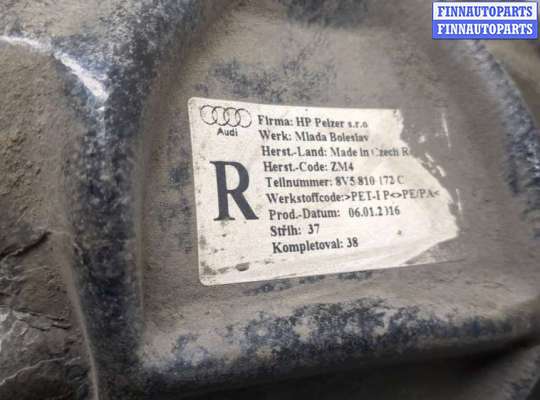 FINNAUTOPARTS
FINNAUTOPARTS
Audi
R
Firma: HP Pelzer s.r.o
Werk: Mlada Boleslav
Herst.-Land: Made in Czech R
Herst.-Code: ZM4
Teilnummer: 8V5 810 172 C
Werkstoffcode:>PET-I P<>PE/PA<
Prod.-Datum: 06.01.2016
Střih: 37
Kompletoval: 38